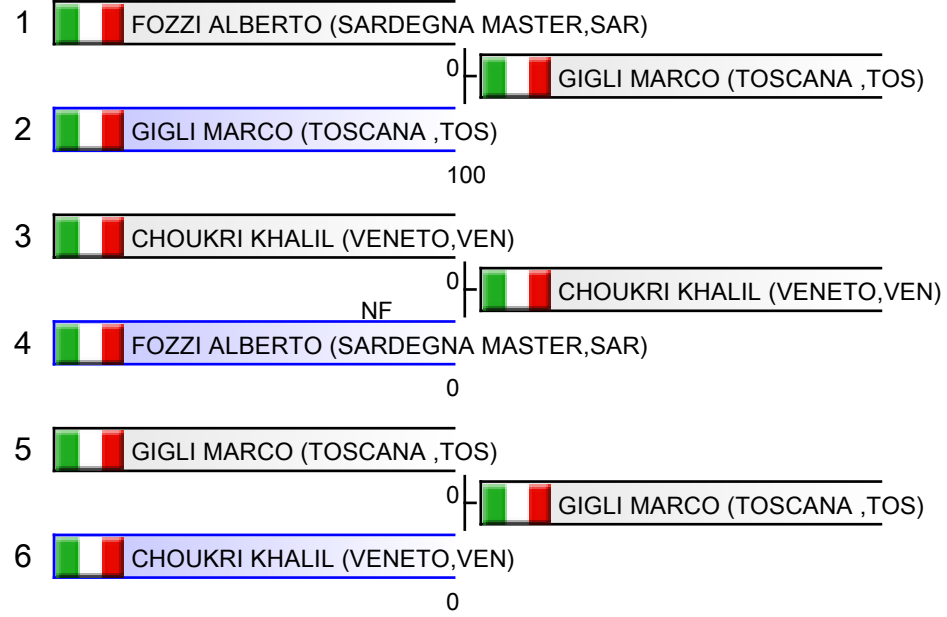 1 FOZZI ALBERTO (SARDEGNA MASTER,SAR)
0 GIGLI MARCO (TOSCANA ,TOS)
2 GIGLI MARCO (TOSCANA ,TOS)
100
3 CHOUKRI KHALIL (VENETO,VEN)
0 CHOUKRI KHALIL (VENETO,VEN)
NF
4 FOZZI ALBERTO (SARDEGNA MASTER,SAR)
0
5 GIGLI MARCO (TOSCANA ,TOS)
0 GIGLI MARCO (TOSCANA ,TOS)
6 CHOUKRI KHALIL (VENETO,VEN)
0